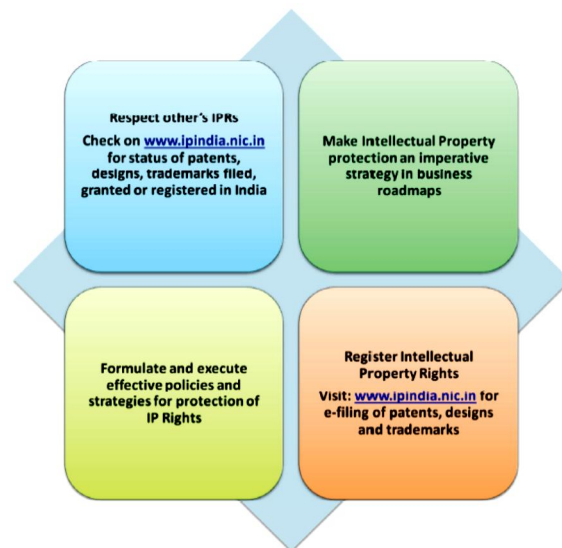 Respect other's IPRs
Check on www.ipindia.nic.in
for status of patents,
designs, trademarks filed,
granted or registered in India
Make Intellectual Property
protection an imperative
strategy in business
roadmaps
Formulate and execute
effective policies and
strategies for protection of
IP Rights
Register Intellectual
Property Rights
Visit: www.ipindia.nic.in for
e-filing of patents, designs
and trademarks